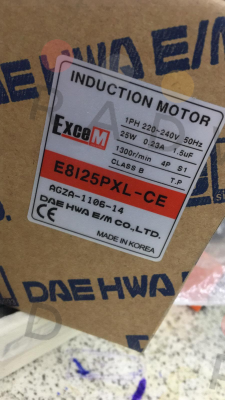 DAE HWA E/M
INDUCTION MOTOR
ExceM
1PH 220-240V 50Hz
25W 0.23A 1.5uF
1300r/min 4P S1
CLASS B T.P
E8I25PXL-CE
AGZA-1106-14
DAE HWA E/M CO.,LTD.
CE
MADE IN KOREA
DAE HWA E/M